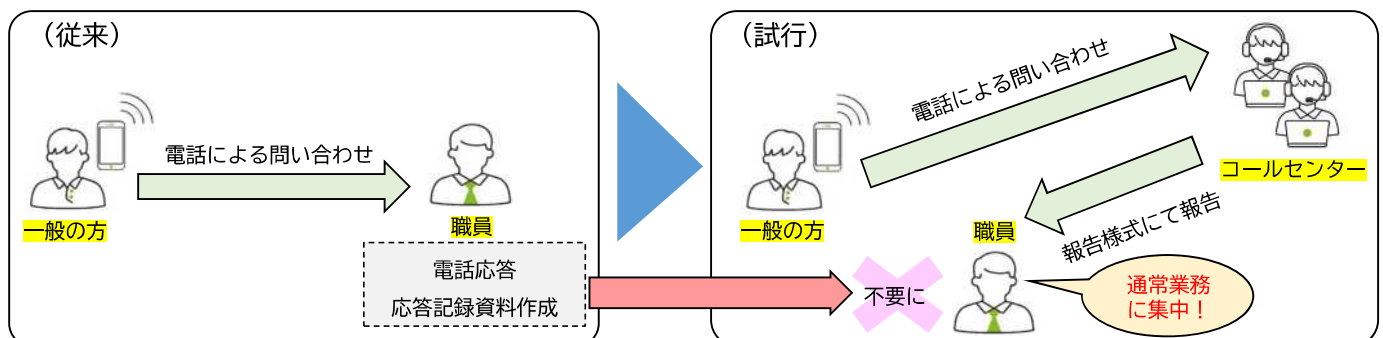 （従来）
電話による問い合わせ
一般の方
職員
電話応答
応答記録資料作成
（試行）
電話による問い合わせ
コールセンター
一般の方
報告様式にて報告
職員
不要に
通常業務
に集中！